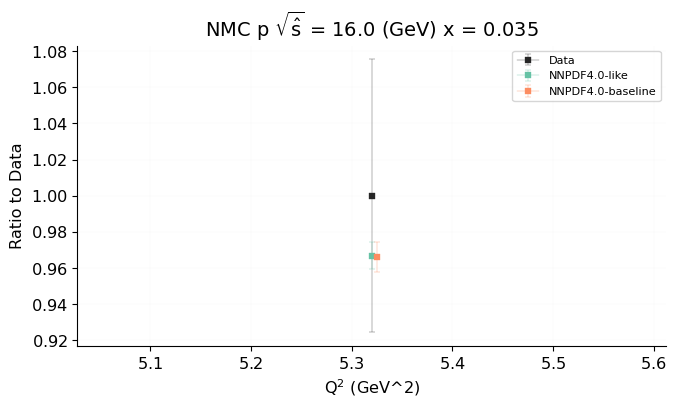 NMC p √ŝ = 16.0 (GeV) x = 0.035
Ratio to Data
1.08
1.06
1.04
1.02
1.00
0.98
0.96
0.94
0.92
Data
NNPDF4.0-like
NNPDF4.0-baseline
5.1 5.2 5.3 5.4 5.5 5.6
Q² (GeV^2)